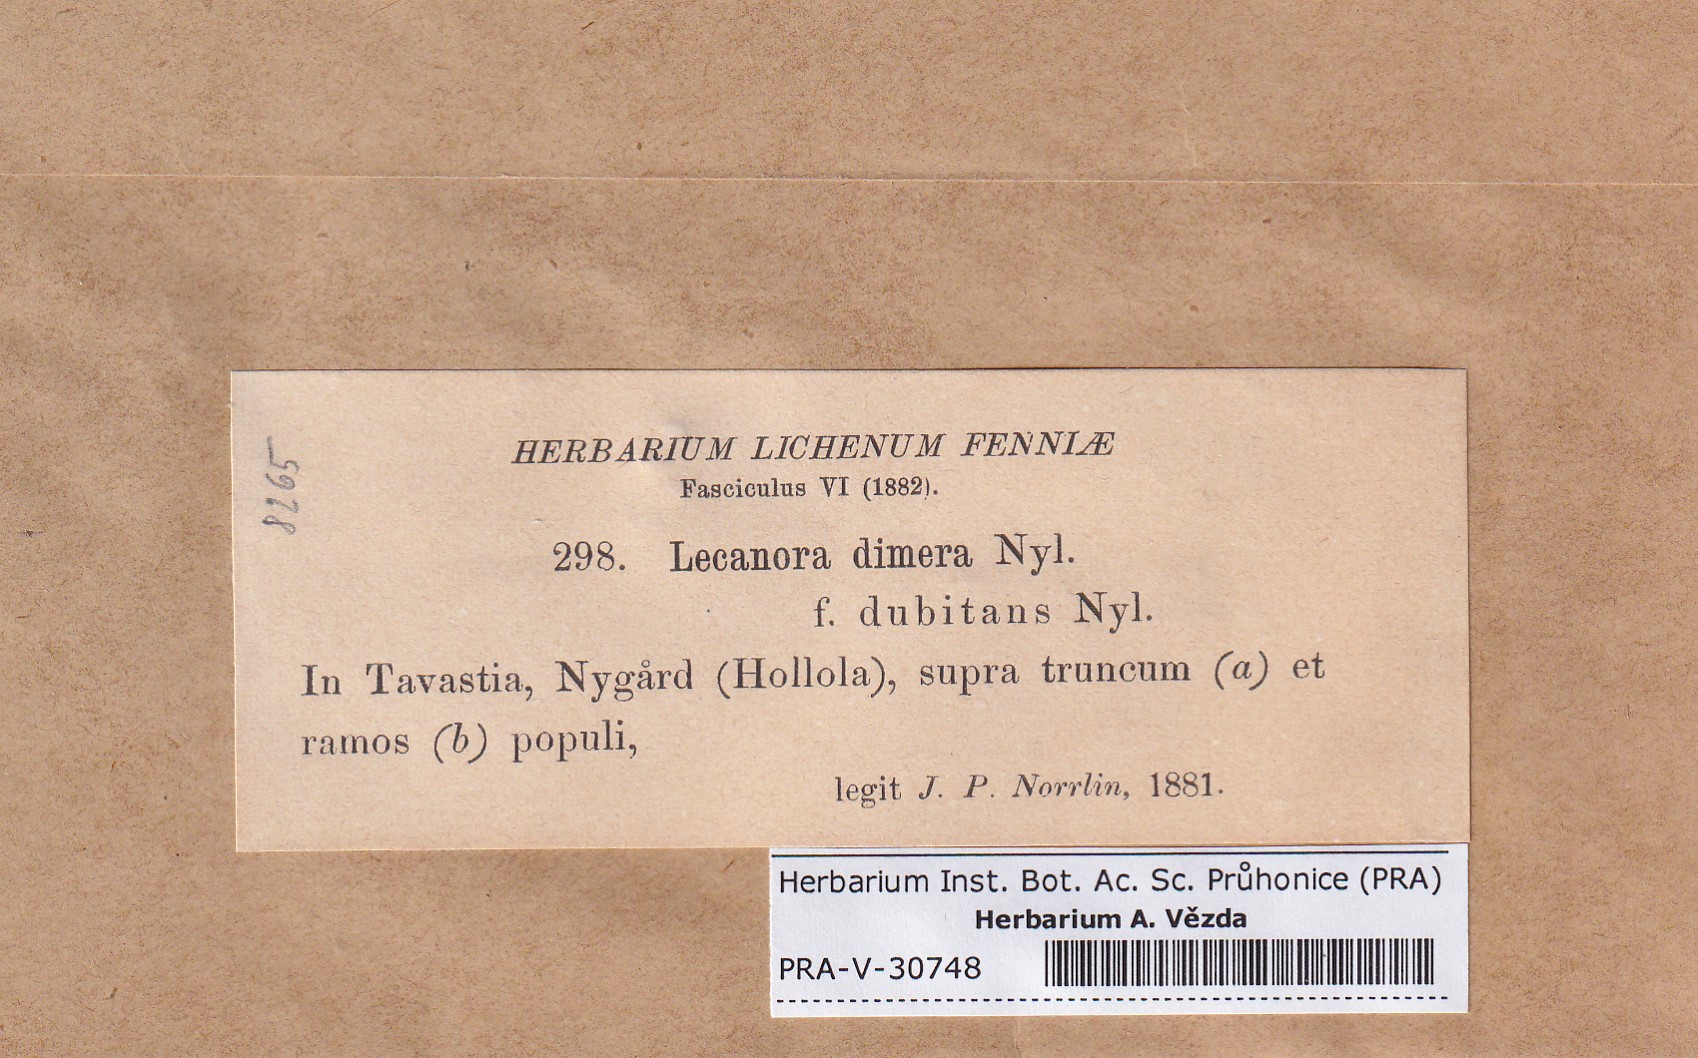 8265
HERBARIUM LICHENUM FENNIÆ
Fasciculus VI (1882).
298. Lecanora dimera Nyl.
f. dubitans Nyl.
In Tavastia, Nygård (Hollola), supra truncum (a) et
ramos (b) populi,
legit J. P. Norrlin, 1881.
Herbarium Inst. Bot. Ac. Sc. Průhonice (PRA)
Herbarium A. Vězda
PRA-V-30748